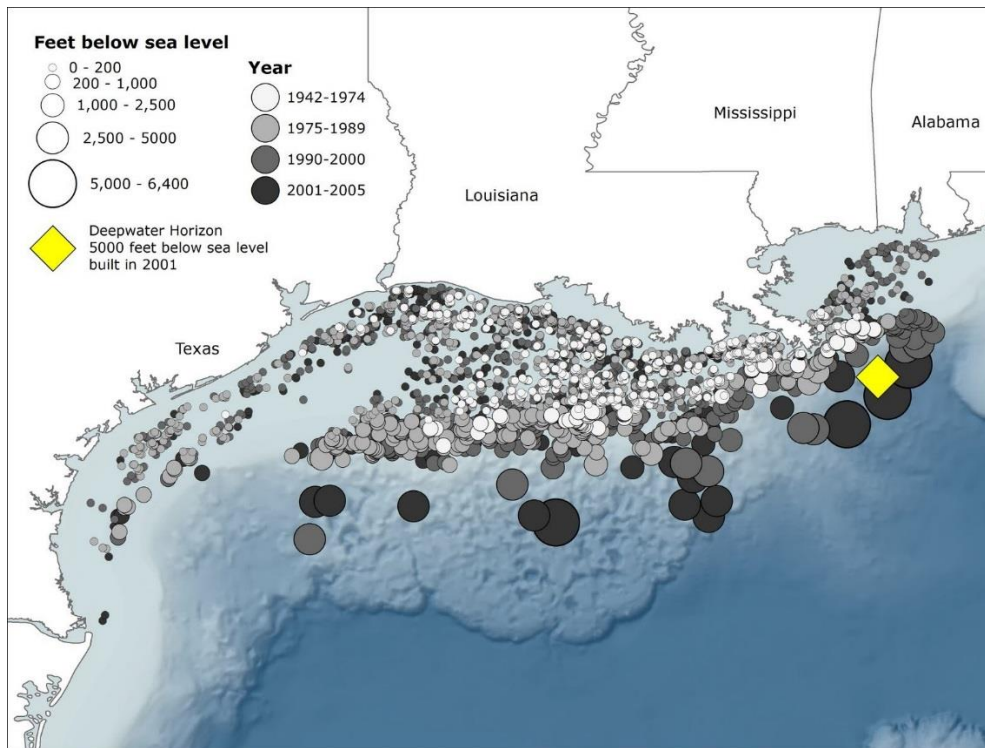 Feet below sea level
0 - 200
200 - 1,000
1,000 - 2,500
2,500 - 5000
5,000 - 6,400
Year
1942-1974
1975-1989
1990-2000
2001-2005
Deepwater Horizon
5000 feet below sea level
built in 2001
Mississippi
Alabama
Louisiana
Texas